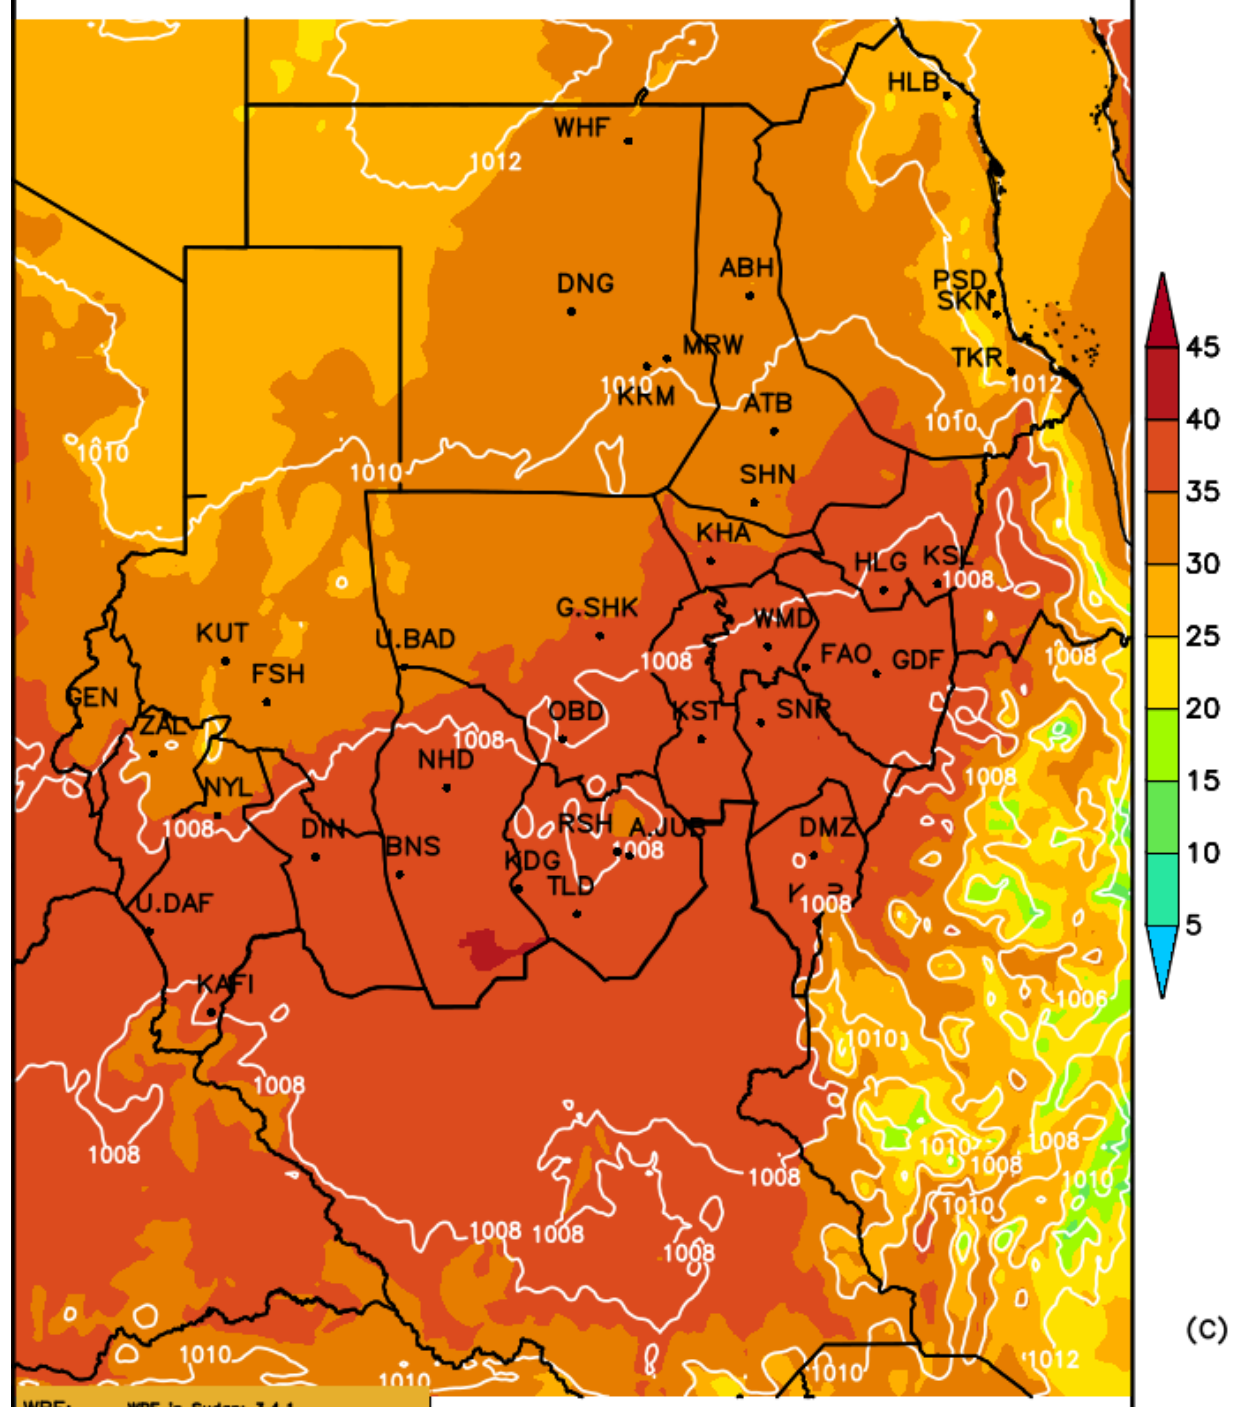 HLB
WHF
1012
ABH
DNG
PSD
SKN
MRW
TKR
1012
45
1010
KRM
ATB
1010
40
1010
1010
SHN
35
KHA
HLG KSL
1008
30
G.SHK
WMD
KUT
U.BAD
FAO GDF
25
1008
1008
FSH
GEN
OBD
KST
SNR
20
ZAL
1008
NHD
1008
NYL
15
1008
DIN
RSH A.JUB
DMZ
BNS
1008
KDG
10
TLD
U.DAF
1008
5
KAFI
1006
1010
1008
1008
1010
1008
1008
1008
1010
1010
1008 1008
1008
(C)
1010
1012
1010
1010
WRF: